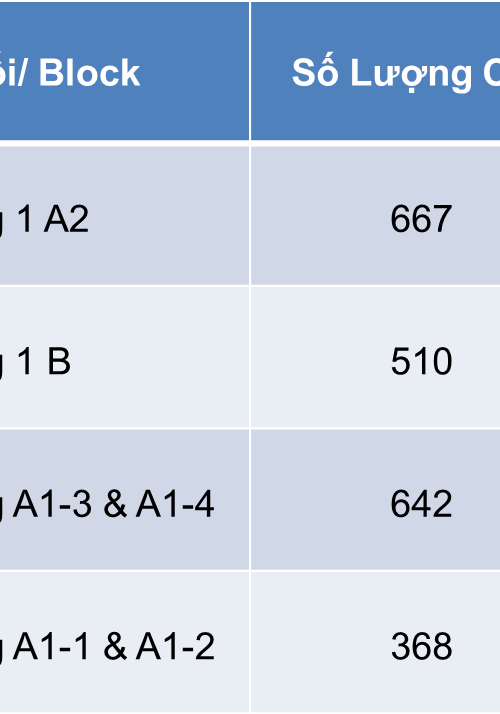 ối/ Block Số Lượng C
g 1 A2 667
g 1 B 510
g A1-3 & A1-4 642
g A1-1 & A1-2 368